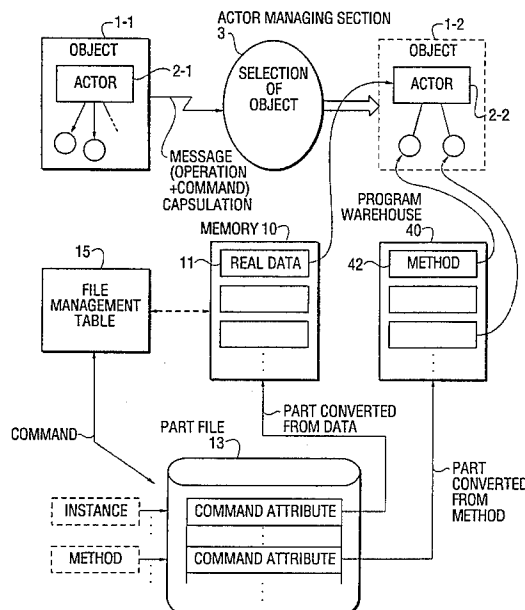 ACTOR MANAGING SECTION
3
1-1
OBJECT
ACTOR
2-1
SELECTION
OF
OBJECT
1-2
OBJECT
ACTOR
2-2
MESSAGE
(OPERATION
+COMMAND)
CAPSULATION
PROGRAM
WAREHOUSE
40
42
METHOD
MEMORY 10
11
REAL DATA
15
FILE
MANAGEMENT
TABLE
COMMAND
PART CONVERTED
FROM DATA
PART FILE
13
PART
CONVERTED
FROM
METHOD
INSTANCE
COMMAND ATTRIBUTE
METHOD
COMMAND ATTRIBUTE